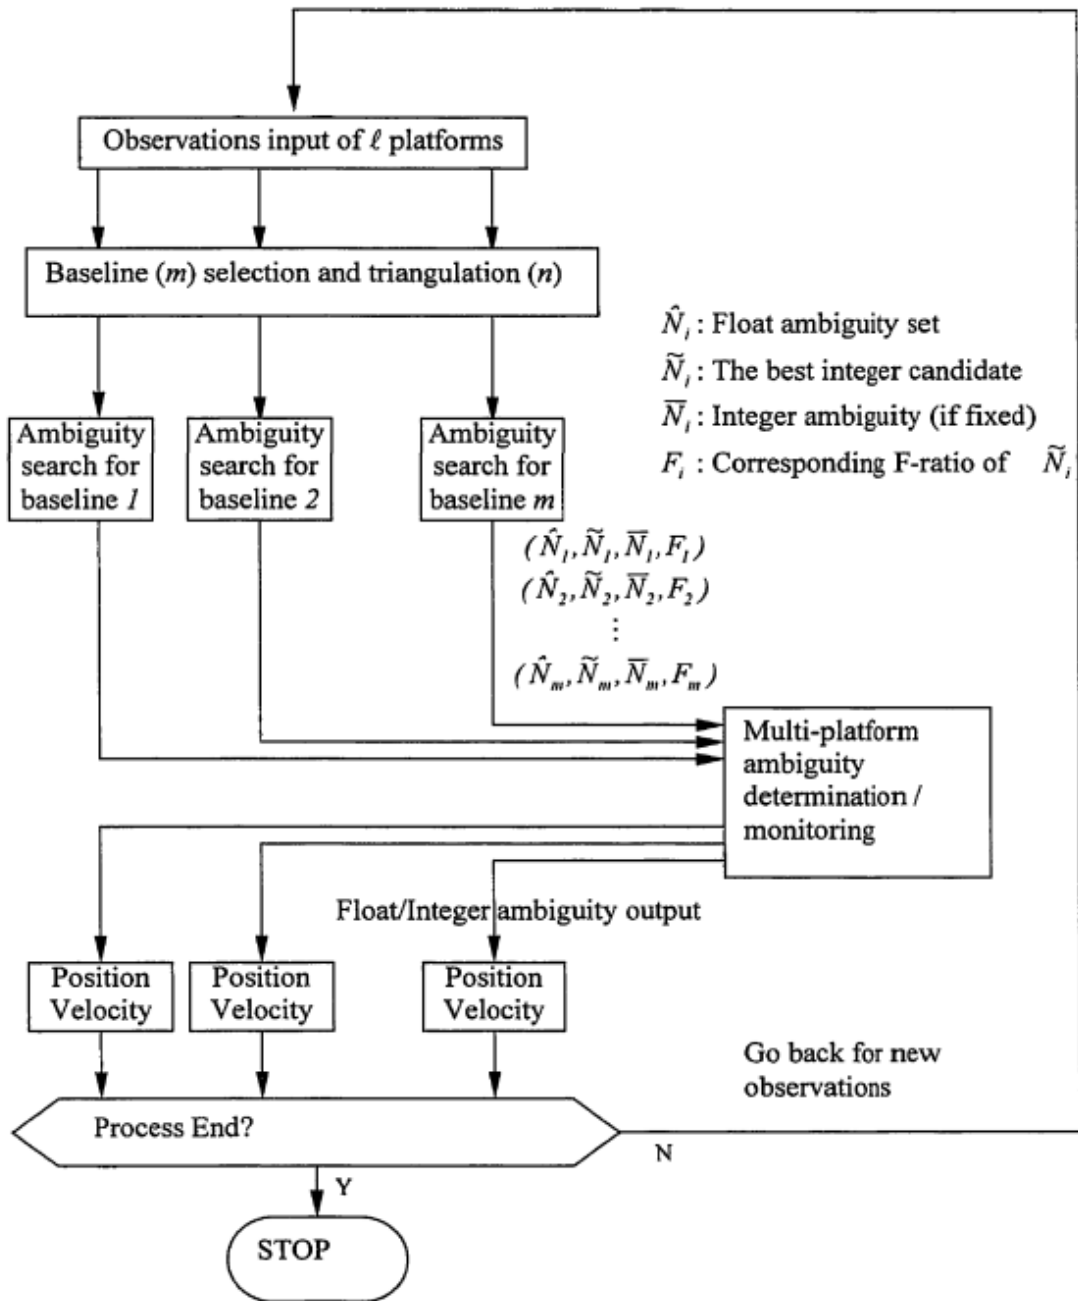 Observations input of ℓ platforms
Baseline (m) selection and triangulation (n)
N̂ᵢ : Float ambiguity set
Ñᵢ : The best integer candidate
N̄ᵢ : Integer ambiguity (if fixed)
Fᵢ : Corresponding F-ratio of Ñᵢ
Ambiguity
search for
baseline 1
Ambiguity
search for
baseline 2
Ambiguity
search for
baseline m
(N̂₁, Ñ₁, N̄₁, F₁)
(N̂₂, Ñ₂, N̄₂, F₂)
⋮
(N̂ₘ, Ñₘ, N̄ₘ, Fₘ)
Multi-platform
ambiguity
determination /
monitoring
Float/Integer ambiguity output
Position
Velocity
Position
Velocity
Position
Velocity
Go back for new
observations
Process End?
N
Y
STOP